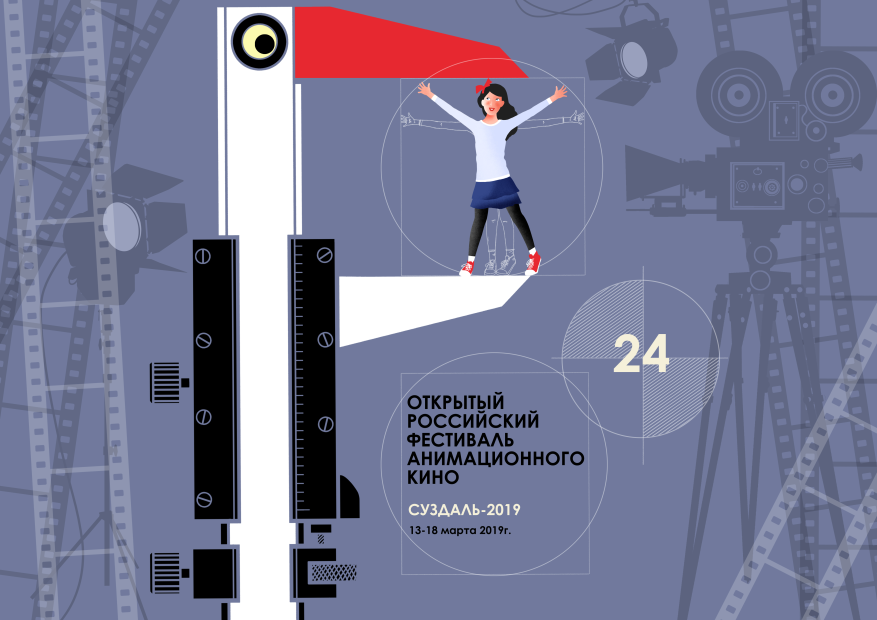 24
ОТКРЫТЫЙ
РОССИЙСКИЙ
ФЕСТИВАЛЬ
АНИМАЦИОННОГО
КИНО
СУЗДАЛЬ-2019
13-18 марта 2019г.